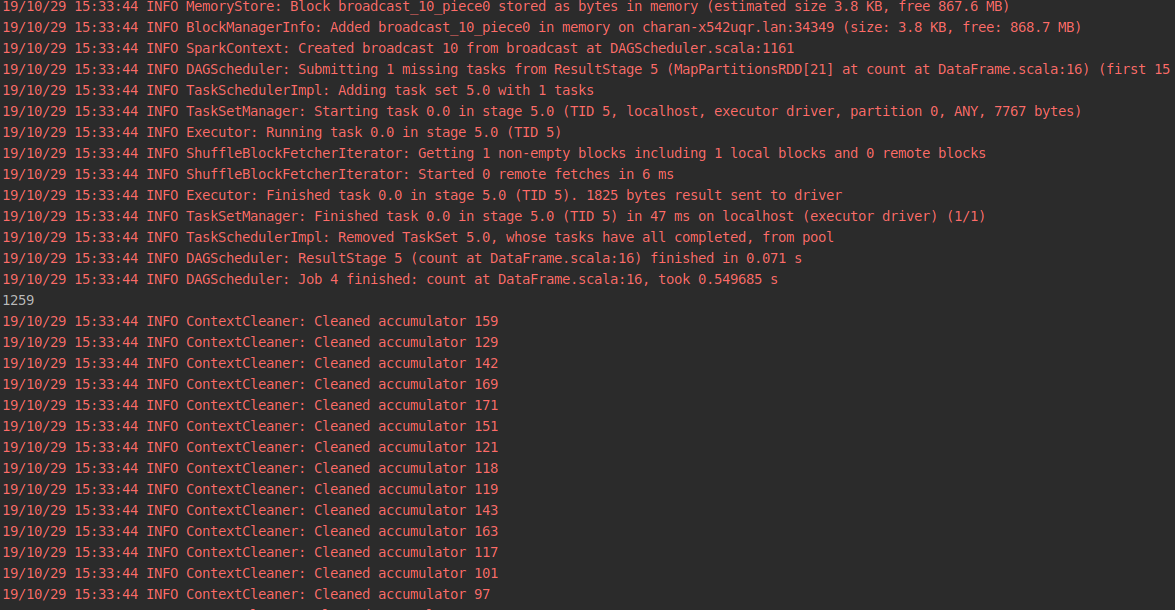 19/10/29 15:33:44 INFO MemoryStore: Block broadcast_10_piece0 stored as bytes in memory (estimated size 3.8 KB, free 867.6 MB)
19/10/29 15:33:44 INFO BlockManagerInfo: Added broadcast_10_piece0 in memory on charan-x542uqr.lan:34349 (size: 3.8 KB, free: 868.7 MB)
19/10/29 15:33:44 INFO SparkContext: Created broadcast 10 from broadcast at DAGScheduler.scala:1161
19/10/29 15:33:44 INFO DAGScheduler: Submitting 1 missing tasks from ResultStage 5 (MapPartitionsRDD[21] at count at DataFrame.scala:16) (first 15
19/10/29 15:33:44 INFO TaskSchedulerImpl: Adding task set 5.0 with 1 tasks
19/10/29 15:33:44 INFO TaskSetManager: Starting task 0.0 in stage 5.0 (TID 5, localhost, executor driver, partition 0, ANY, 7767 bytes)
19/10/29 15:33:44 INFO Executor: Running task 0.0 in stage 5.0 (TID 5)
19/10/29 15:33:44 INFO ShuffleBlockFetcherIterator: Getting 1 non-empty blocks including 1 local blocks and 0 remote blocks
19/10/29 15:33:44 INFO ShuffleBlockFetcherIterator: Started 0 remote fetches in 6 ms
19/10/29 15:33:44 INFO Executor: Finished task 0.0 in stage 5.0 (TID 5). 1825 bytes result sent to driver
19/10/29 15:33:44 INFO TaskSetManager: Finished task 0.0 in stage 5.0 (TID 5) in 47 ms on localhost (executor driver) (1/1)
19/10/29 15:33:44 INFO TaskSchedulerImpl: Removed TaskSet 5.0, whose tasks have all completed, from pool
19/10/29 15:33:44 INFO DAGScheduler: ResultStage 5 (count at DataFrame.scala:16) finished in 0.071 s
19/10/29 15:33:44 INFO DAGScheduler: Job 4 finished: count at DataFrame.scala:16, took 0.549685 s
1259
19/10/29 15:33:44 INFO ContextCleaner: Cleaned accumulator 159
19/10/29 15:33:44 INFO ContextCleaner: Cleaned accumulator 129
19/10/29 15:33:44 INFO ContextCleaner: Cleaned accumulator 142
19/10/29 15:33:44 INFO ContextCleaner: Cleaned accumulator 169
19/10/29 15:33:44 INFO ContextCleaner: Cleaned accumulator 171
19/10/29 15:33:44 INFO ContextCleaner: Cleaned accumulator 151
19/10/29 15:33:44 INFO ContextCleaner: Cleaned accumulator 121
19/10/29 15:33:44 INFO ContextCleaner: Cleaned accumulator 118
19/10/29 15:33:44 INFO ContextCleaner: Cleaned accumulator 119
19/10/29 15:33:44 INFO ContextCleaner: Cleaned accumulator 143
19/10/29 15:33:44 INFO ContextCleaner: Cleaned accumulator 163
19/10/29 15:33:44 INFO ContextCleaner: Cleaned accumulator 117
19/10/29 15:33:44 INFO ContextCleaner: Cleaned accumulator 101
19/10/29 15:33:44 INFO ContextCleaner: Cleaned accumulator 97